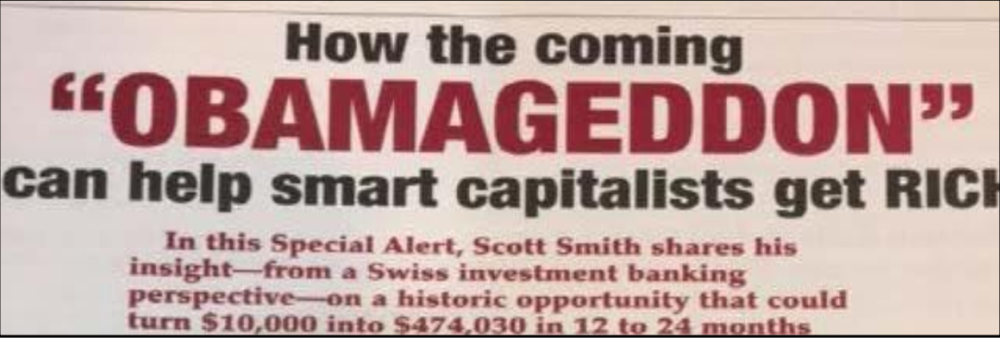 How the coming
“OBAMAGEDDON”
can help smart capitalists get RICH
In this Special Alert, Scott Smith shares his
insight—from a Swiss investment banking
perspective—on a historic opportunity that could
turn $10,000 into $474,030 in 12 to 24 months